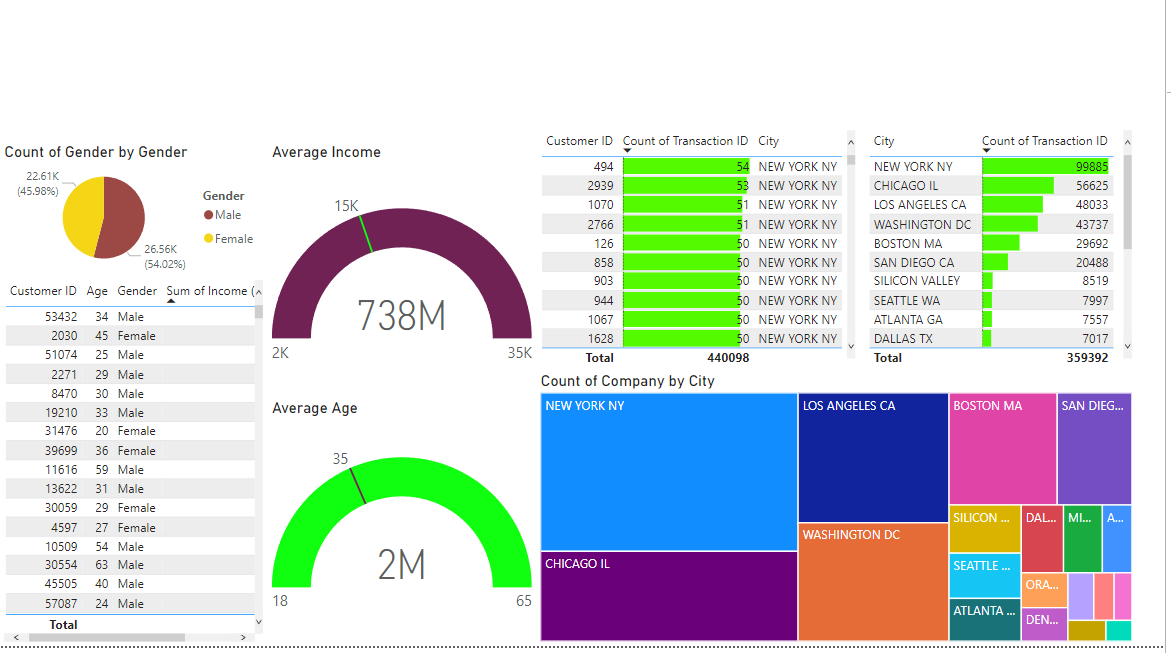 Count of Gender by Gender
22.61K
(45.98%)
Gender
Male
Female
26.56K
(54.02%)
Customer ID Age Gender Sum of Income (
53432 34 Male
2030 45 Female
51074 25 Male
2271 29 Male
8470 30 Male
19210 33 Male
31476 20 Female
39699 36 Female
11616 59 Male
13622 31 Male
30059 29 Female
4597 27 Female
10509 54 Male
30554 63 Male
45505 40 Male
57087 24 Male
Total
Average Income
15K
738M
2K 35K
Average Age
35
2M
18 65
Customer ID Count of Transaction ID City
494 54 NEW YORK NY
2939 53 NEW YORK NY
1070 51 NEW YORK NY
2766 51 NEW YORK NY
126 50 NEW YORK NY
858 50 NEW YORK NY
903 50 NEW YORK NY
944 50 NEW YORK NY
1067 50 NEW YORK NY
1628 50 NEW YORK NY
Total 440098
City Count of Transaction ID
NEW YORK NY 99885
CHICAGO IL 56625
LOS ANGELES CA 48033
WASHINGTON DC 43737
BOSTON MA 29692
SAN DIEGO CA 20488
SILICON VALLEY 8519
SEATTLE WA 7997
ATLANTA GA 7557
DALLAS TX 7017
Total 359392
Count of Company by City
NEW YORK NY
CHICAGO IL
LOS ANGELES CA
WASHINGTON DC
BOSTON MA
SAN DIEG...
SILICON ...
SEATTLE ...
ATLANTA ...
DAL...
MI...
A...
ORA...
DEN...